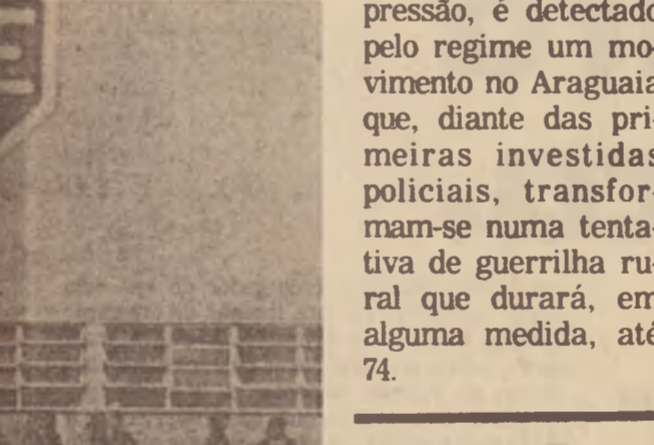 pressão, é detectado
pelo regime um mo-
vimento no Araguaia
que, diante das pri-
meiras investidas
policiais, transfor-
mam-se numa tenta-
tiva de guerrilha ru-
ral que durará, em
alguma medida, até
74.